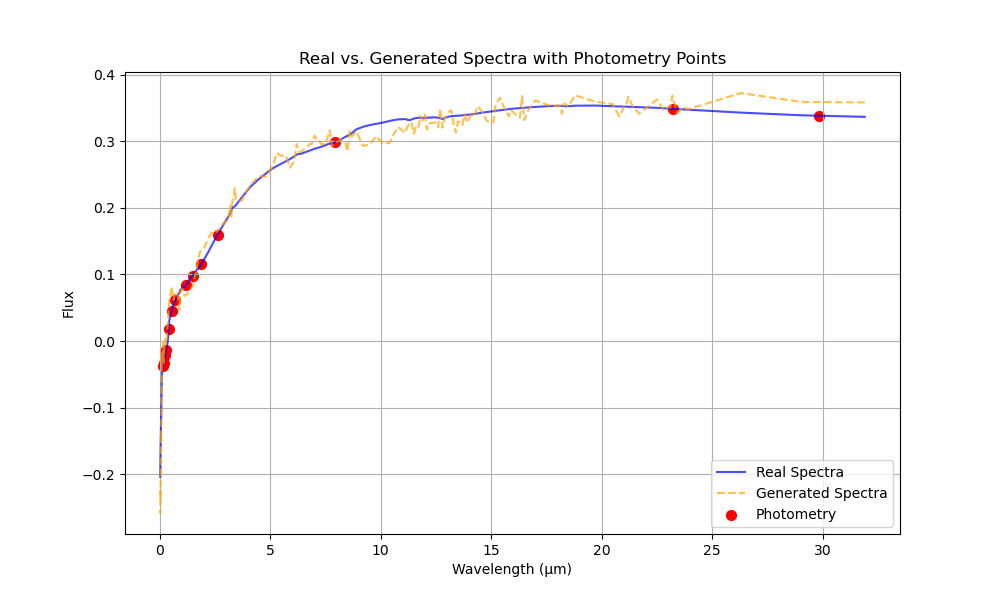 Real vs. Generated Spectra with Photometry Points
0.4
0.3
0.2
0.1
0.0
−0.1
−0.2
Flux
0 5 10 15 20 25 30
Wavelength (μm)
Real Spectra
Generated Spectra
Photometry